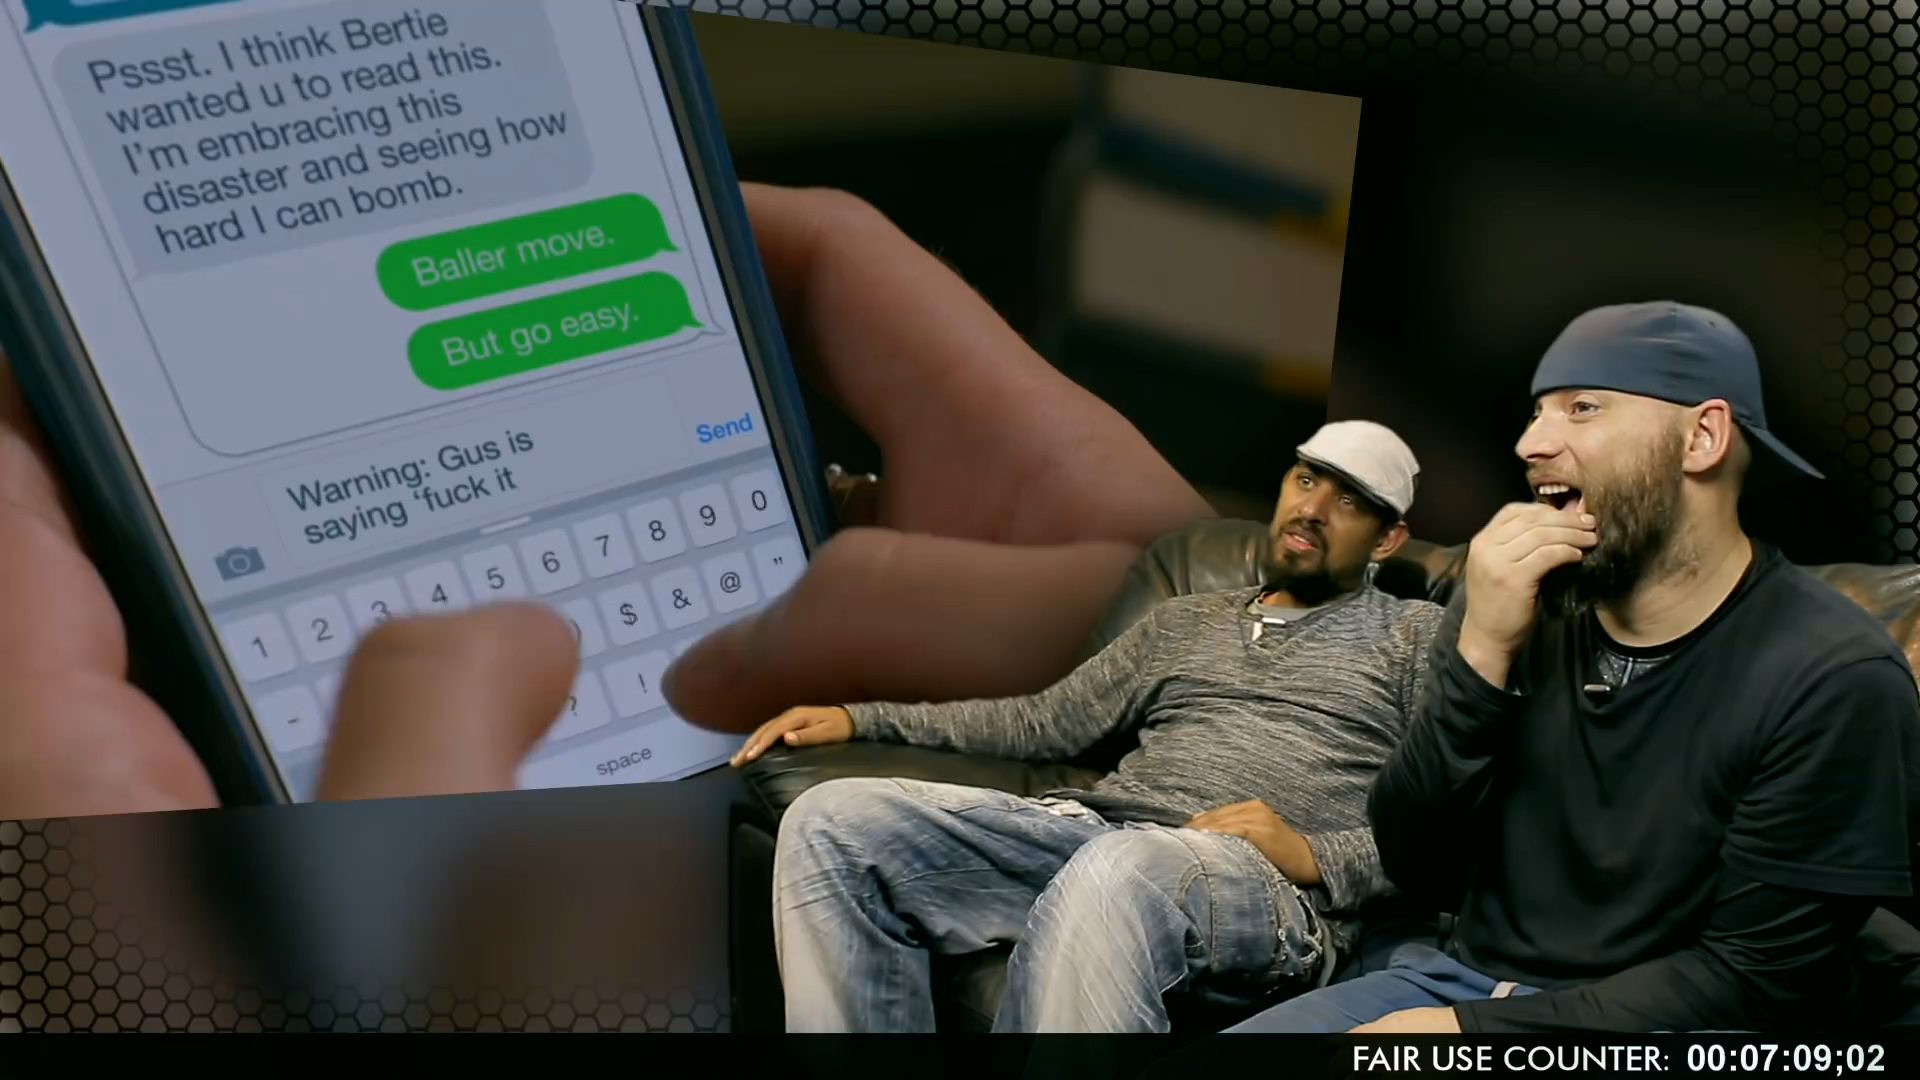 Pssst. I think Bertie
wanted u to read this.
I'm embracing this
disaster and seeing how
hard I can bomb.
Baller move.
But go easy.
Warning: Gus is
saying 'fuck it
Send
1 2 3 4 5 6 7 8 9 0
- ) $ & @ "
? !
space
FAIR USE COUNTER: 00:07:09;02